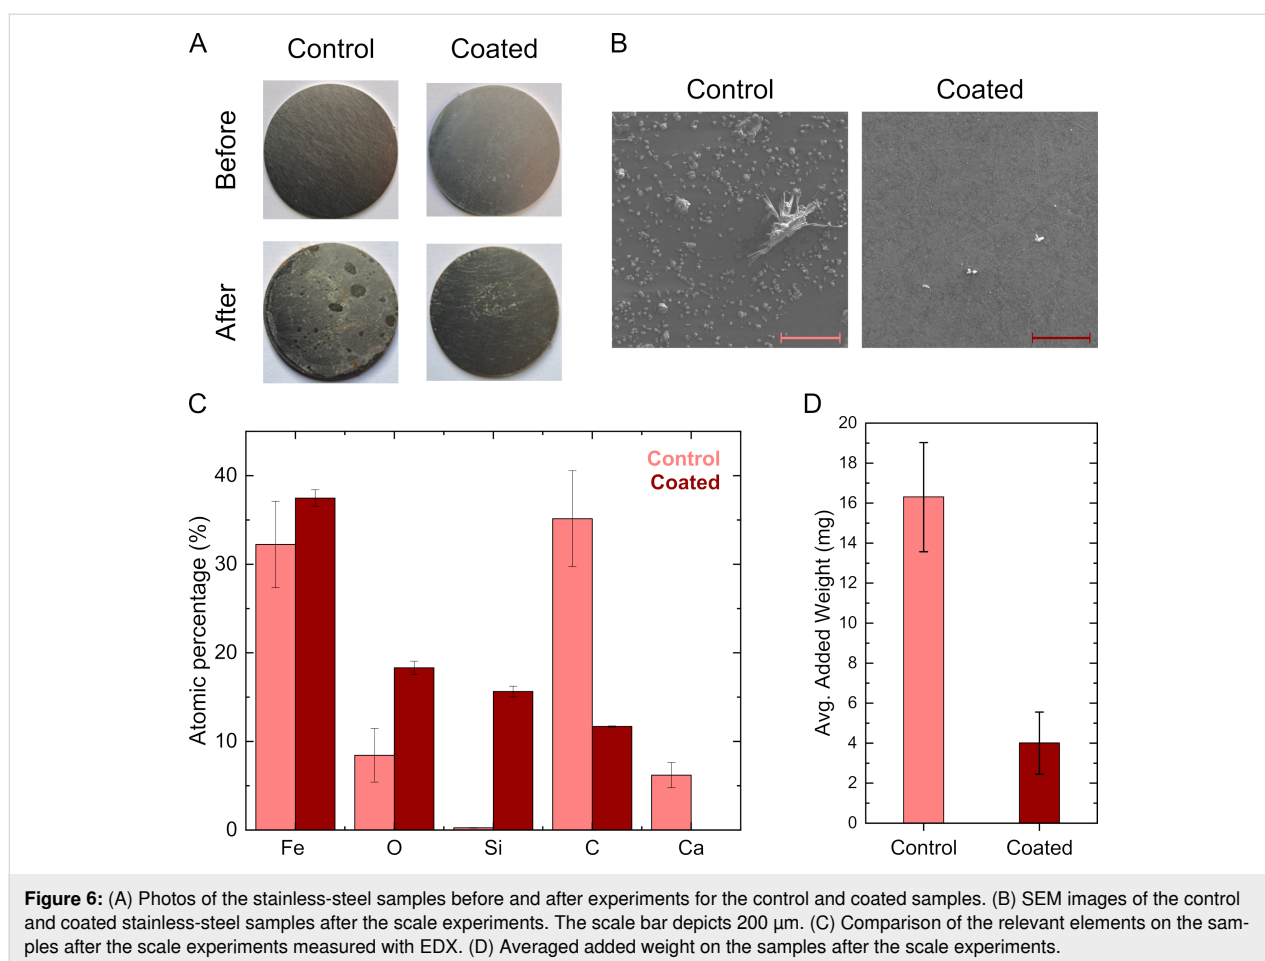 A
Control
Coated
Before
After
B
Control
Coated
C
Control
Coated
Atomic percentage (%)
40
30
20
10
0
Fe
O
Si
C
Ca
D
Avg. Added Weight (mg)
20
18
16
14
12
10
8
6
4
2
0
Control
Coated
Figure 6: (A) Photos of the stainless-steel samples before and after experiments for the control and coated samples. (B) SEM images of the control
and coated stainless-steel samples after the scale experiments. The scale bar depicts 200 µm. (C) Comparison of the relevant elements on the sam-
ples after the scale experiments measured with EDX. (D) Averaged added weight on the samples after the scale experiments.